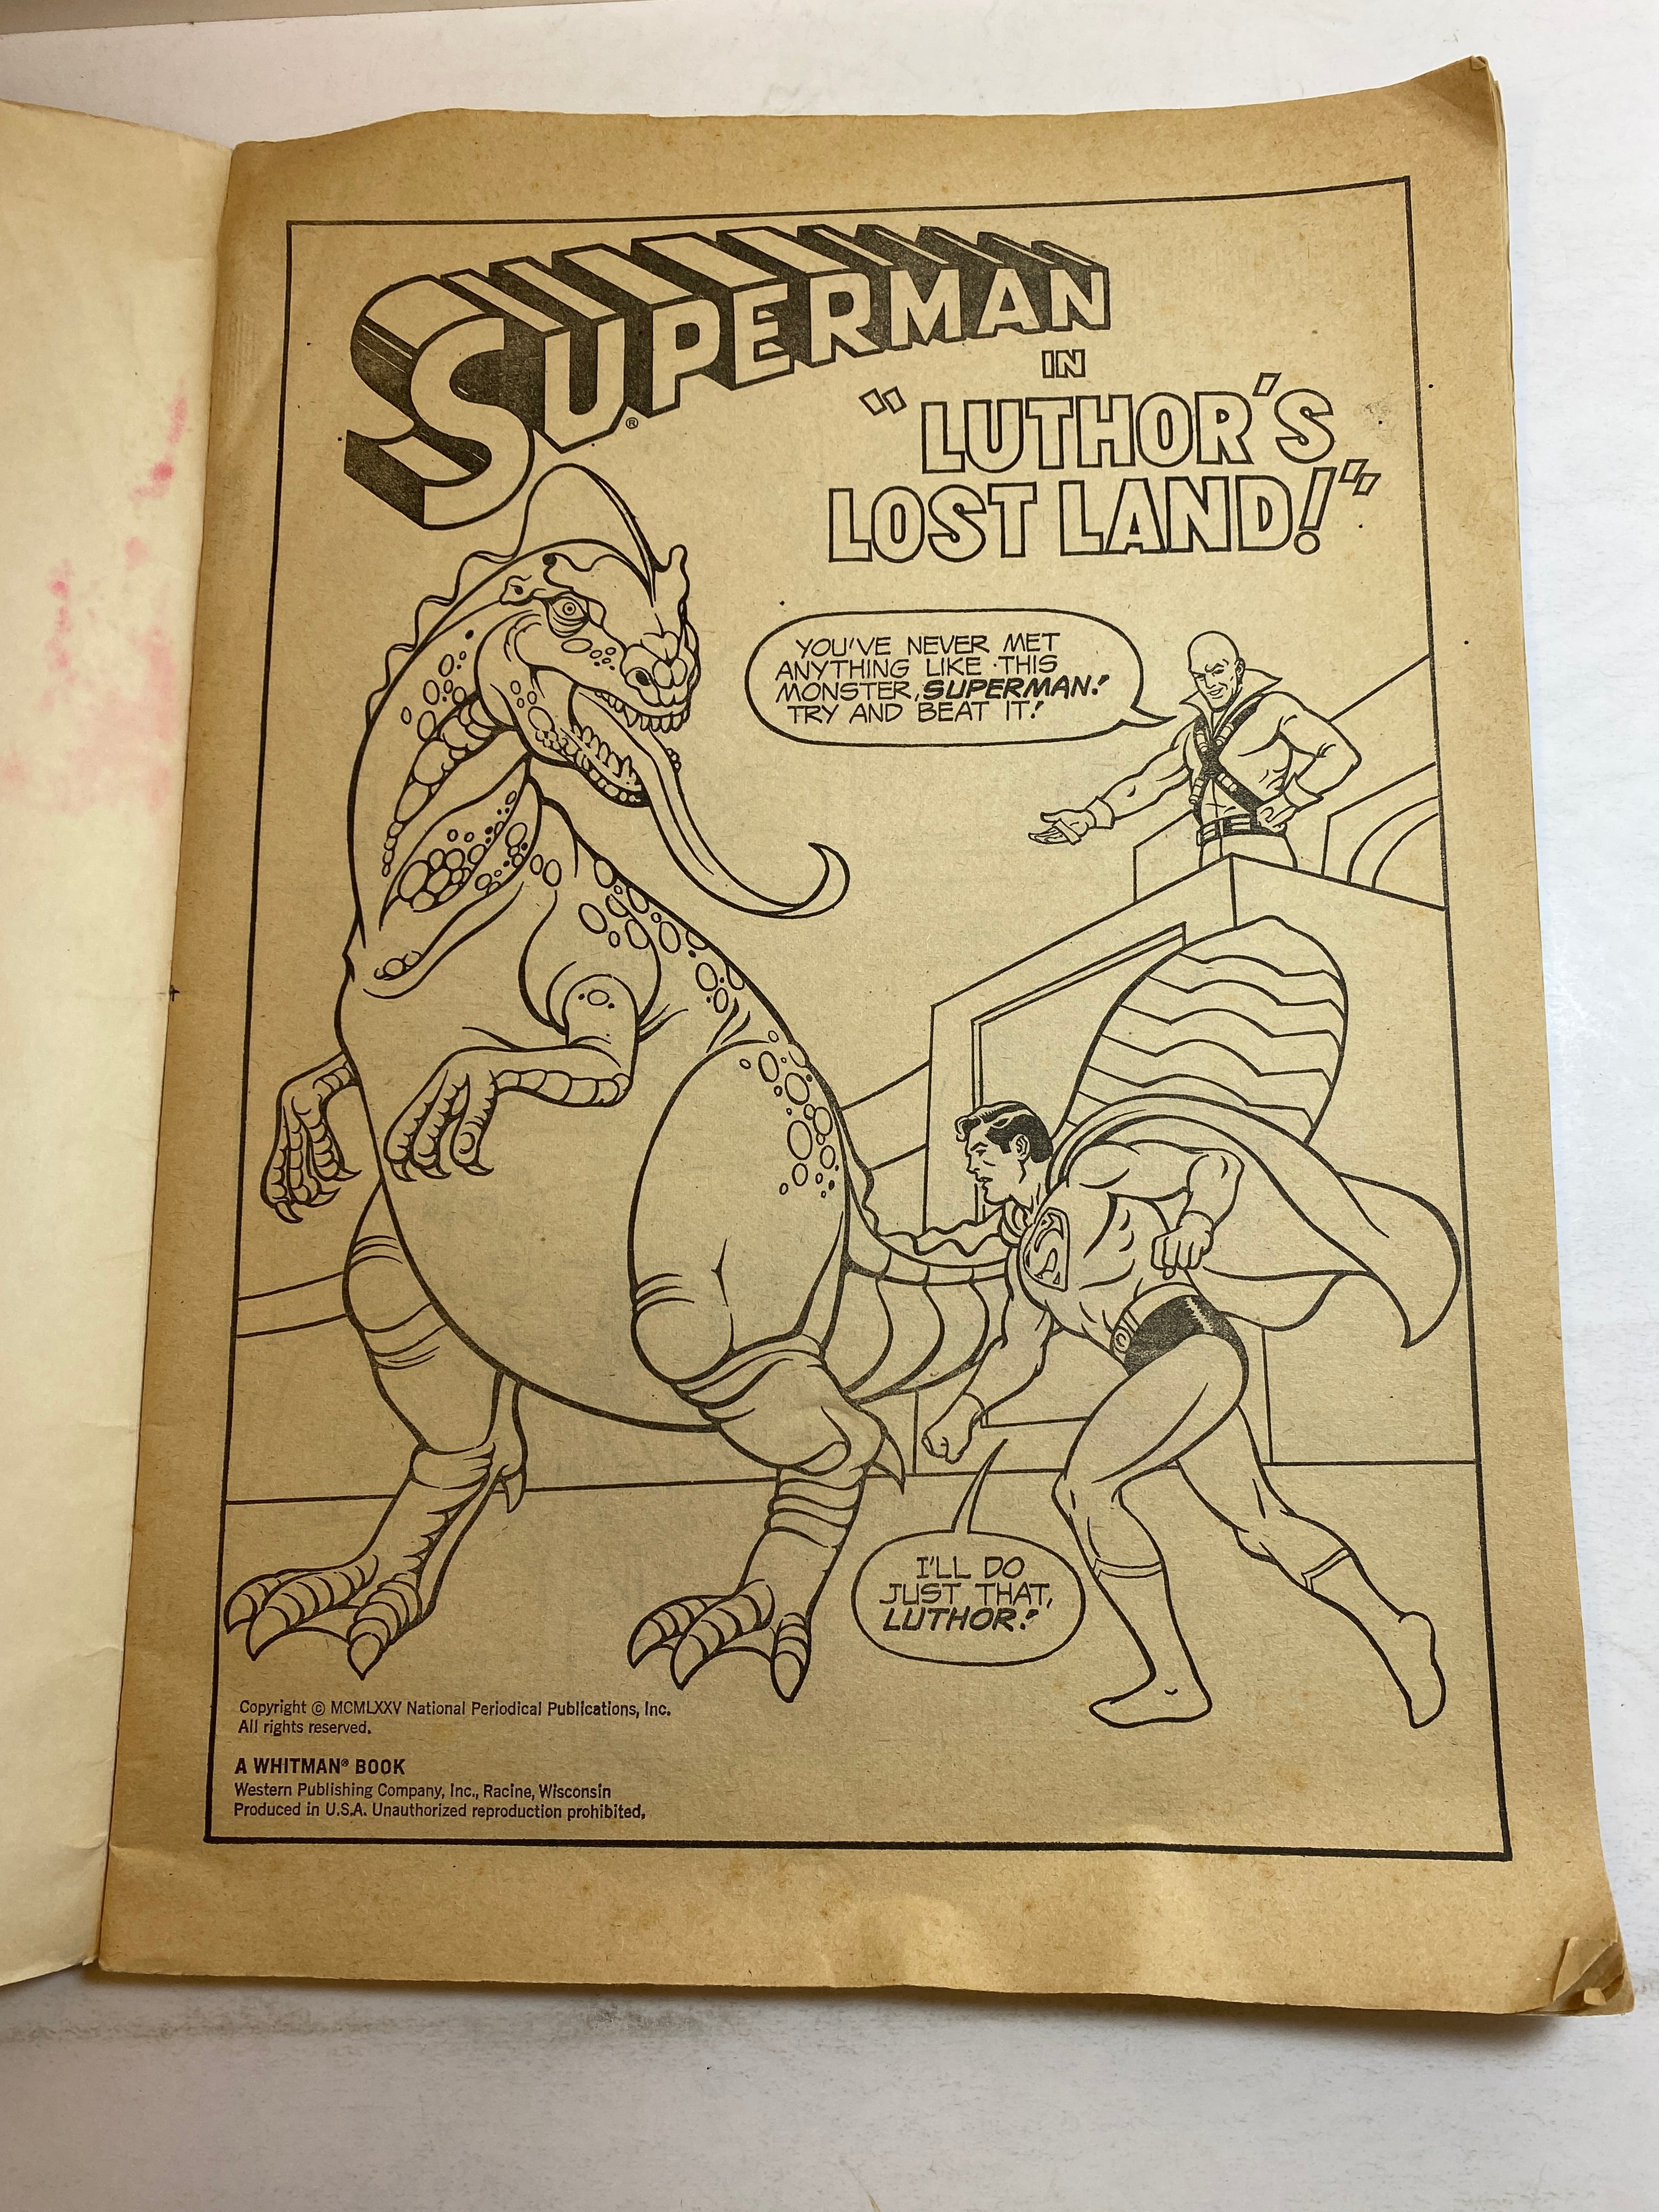 SUPERMAN®
IN
"LUTHOR'S
LOST LAND!"
YOU'VE NEVER MET
ANYTHING LIKE THIS
MONSTER, SUPERMAN!
TRY AND BEAT IT!
S
I'LL DO
JUST THAT,
LUTHOR!
Copyright © MCMLXXV National Periodical Publications, Inc.
All rights reserved.
A WHITMAN® BOOK
Western Publishing Company, Inc., Racine, Wisconsin
Produced in U.S.A. Unauthorized reproduction prohibited.